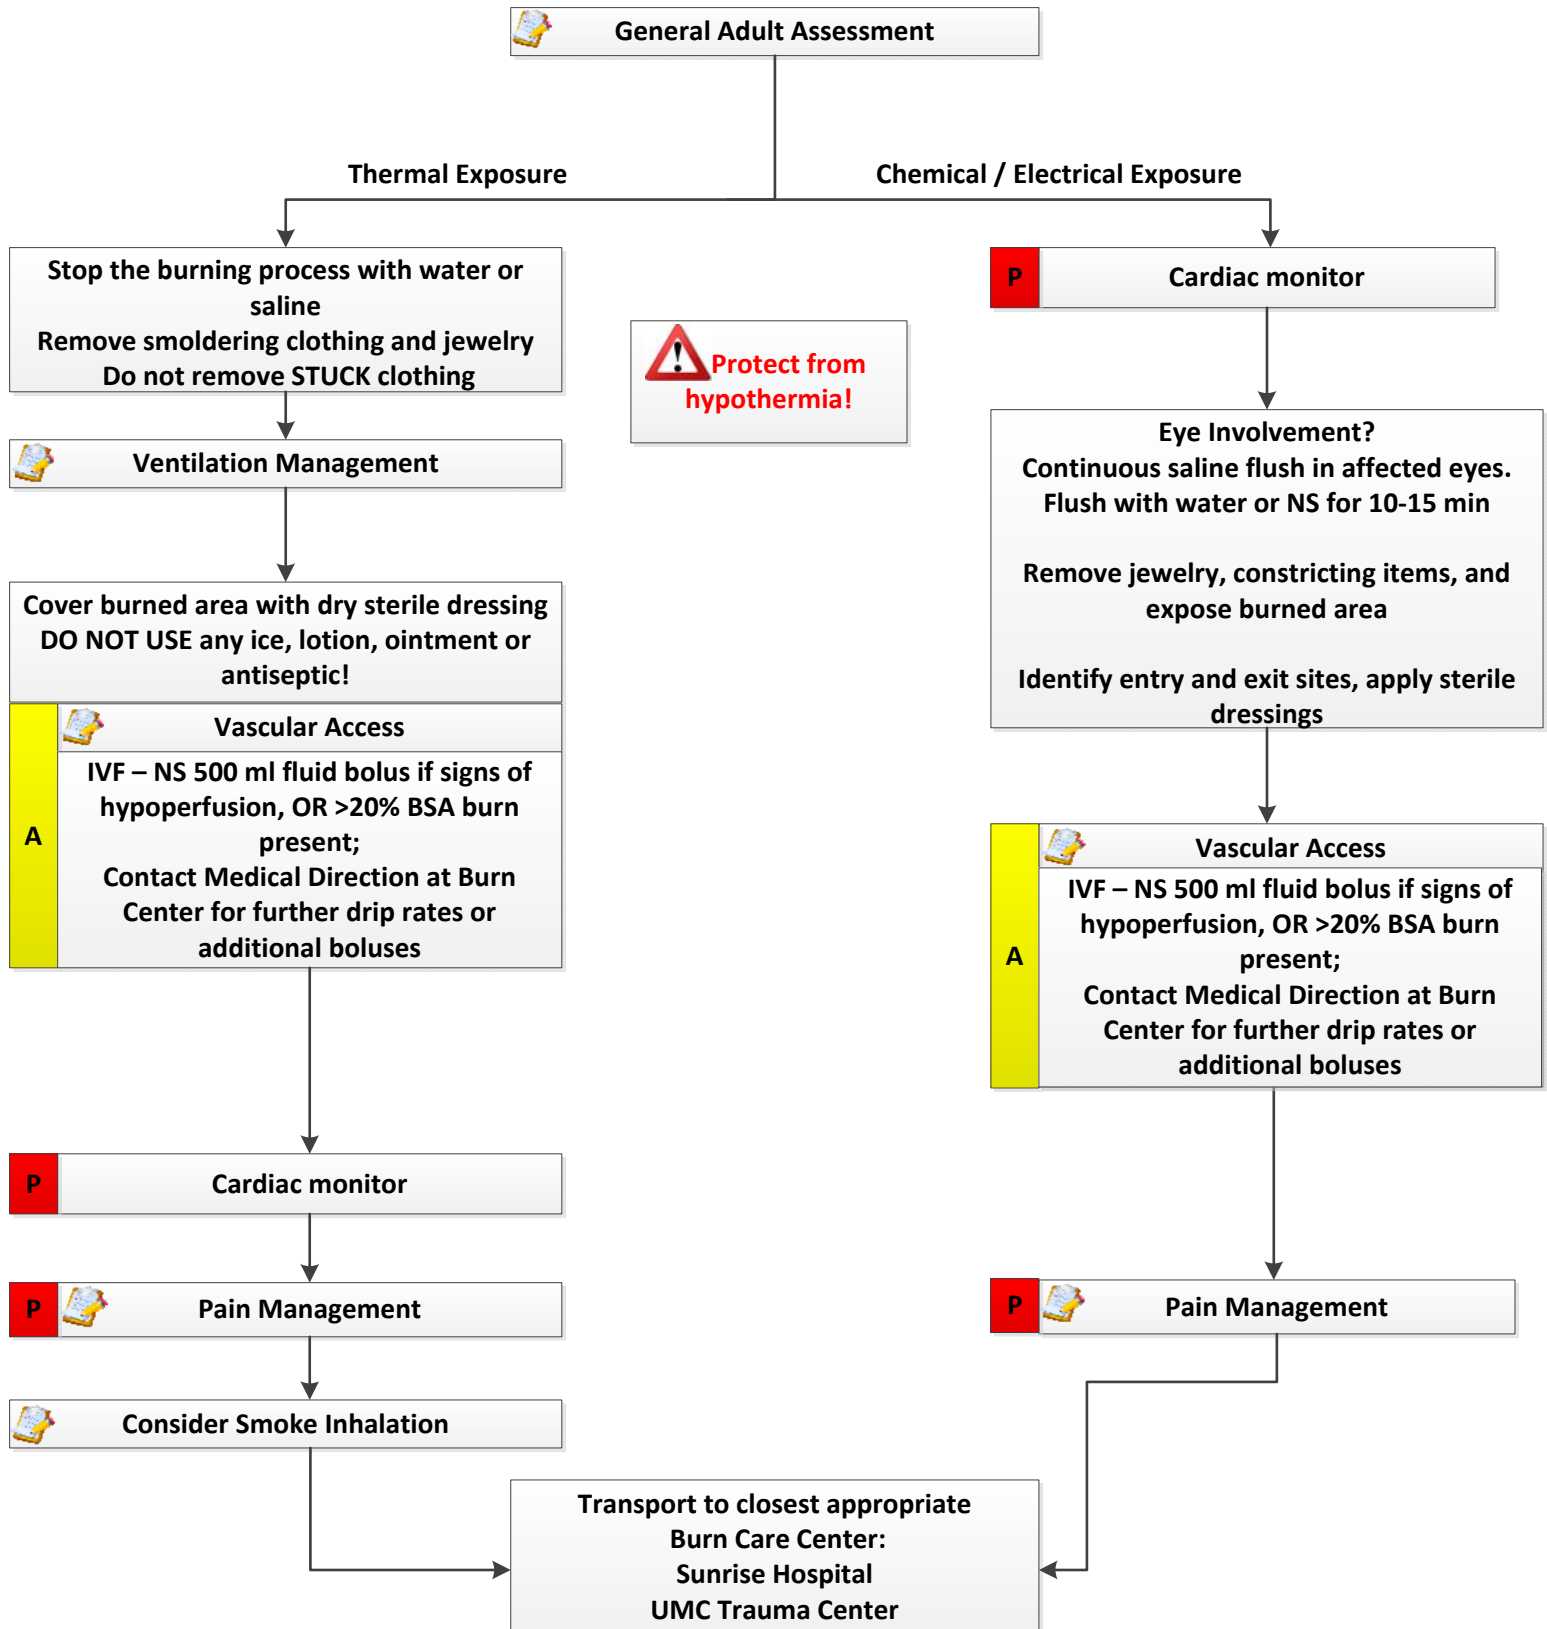 General Adult Assessment
Thermal Exposure
Chemical / Electrical Exposure
Stop the burning process with water or
saline
Remove smoldering clothing and jewelry
Do not remove STUCK clothing
Ventilation Management
Cover burned area with dry sterile dressing
DO NOT USE any ice, lotion, ointment or
antiseptic!
A
Vascular Access
IVF – NS 500 ml fluid bolus if signs of
hypoperfusion, OR >20% BSA burn
present;
Contact Medical Direction at Burn
Center for further drip rates or
additional boluses
P
Cardiac monitor
P
Pain Management
Consider Smoke Inhalation
Protect from
hypothermia!
P
Cardiac monitor
Eye Involvement?
Continuous saline flush in affected eyes.
Flush with water or NS for 10-15 min
Remove jewelry, constricting items, and
expose burned area
Identify entry and exit sites, apply sterile
dressings
A
Vascular Access
IVF – NS 500 ml fluid bolus if signs of
hypoperfusion, OR >20% BSA burn
present;
Contact Medical Direction at Burn
Center for further drip rates or
additional boluses
P
Pain Management
Transport to closest appropriate
Burn Care Center:
Sunrise Hospital
UMC Trauma Center